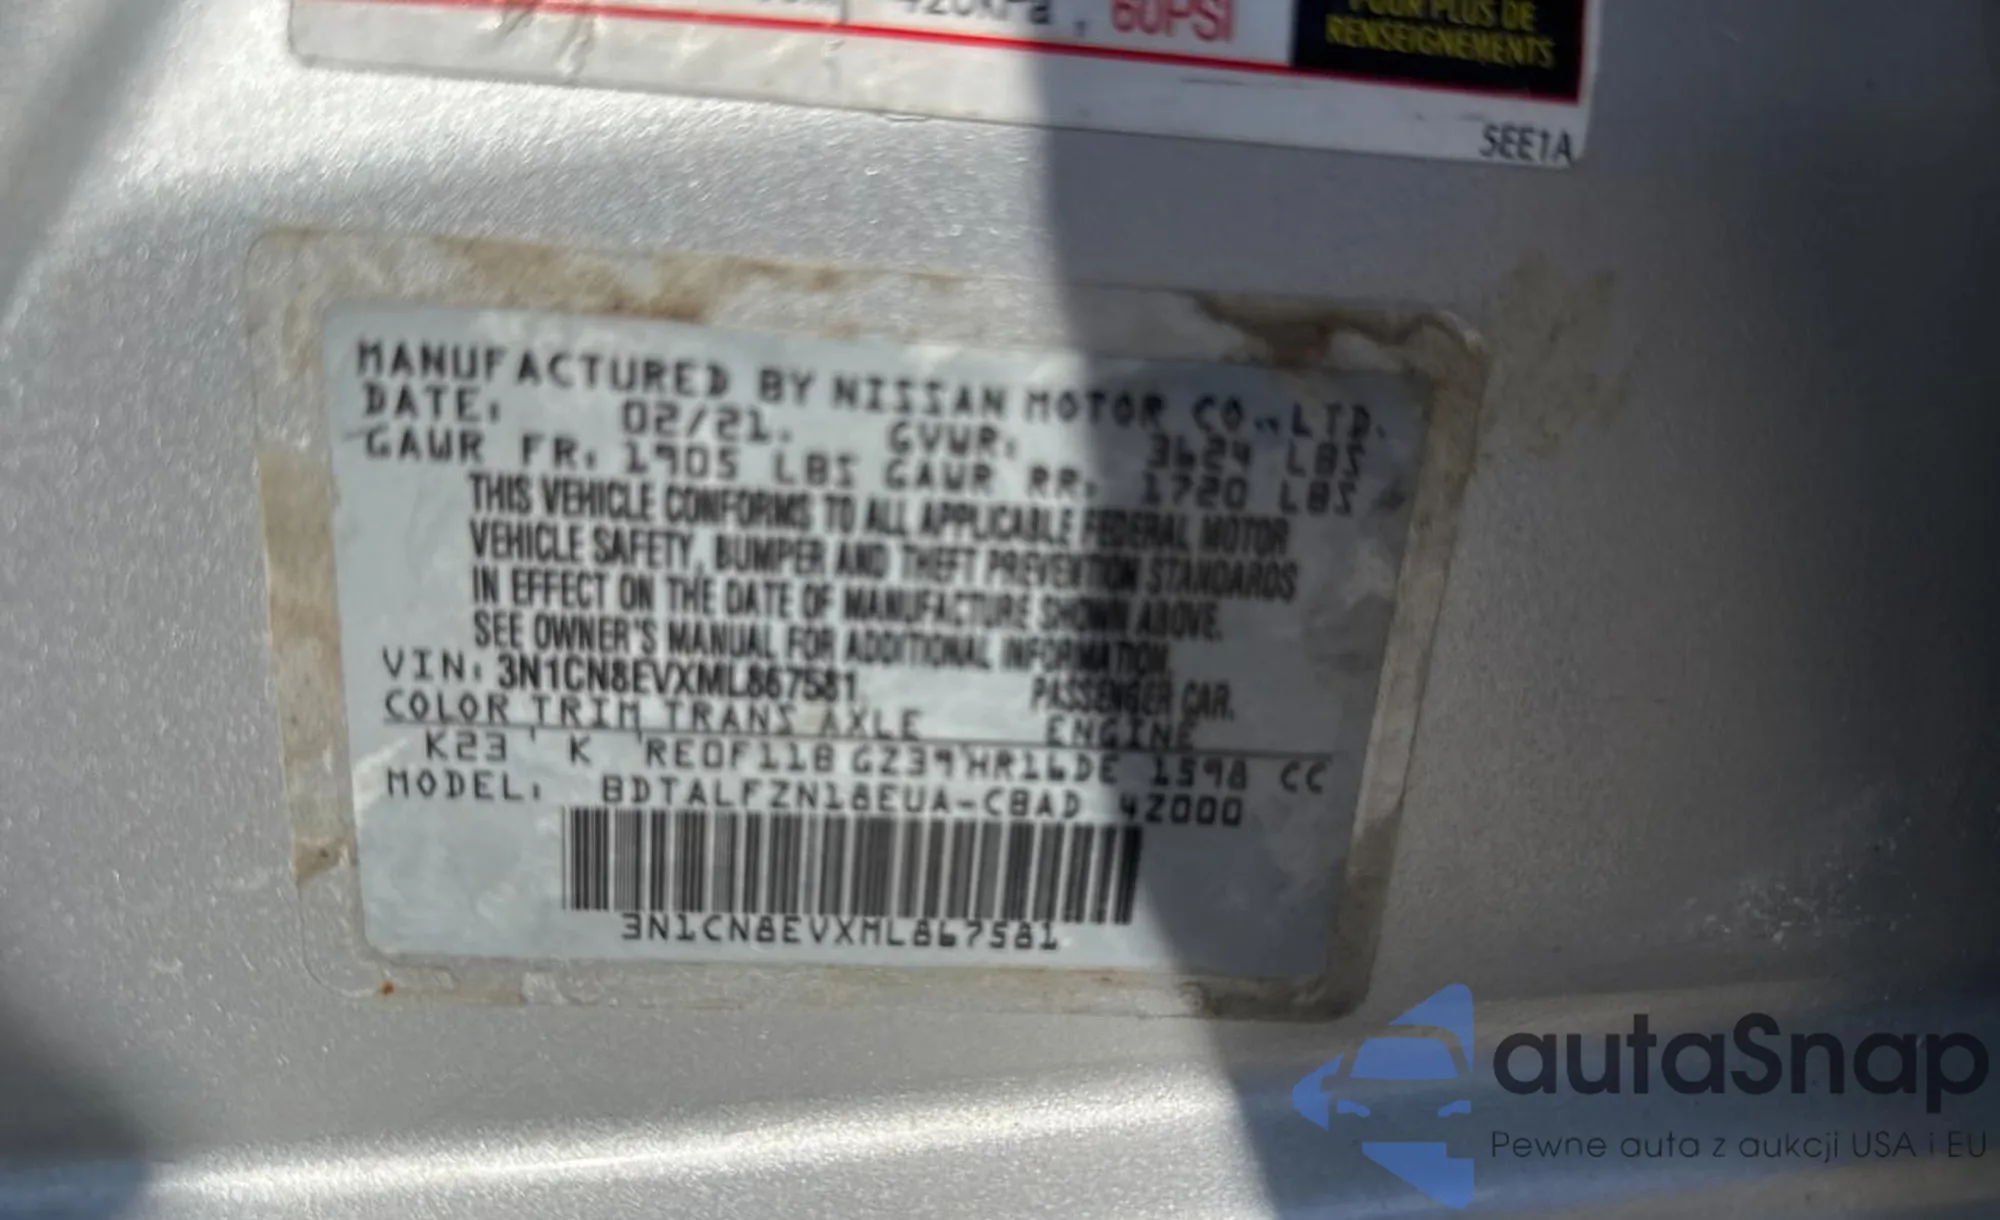 420kPa, 60PSI
POUR PLUS DE
RENSEIGNEMENTS
5EE1A
MANUFACTURED BY NISSAN MOTOR CO.,LTD.
DATE: 02/21. GVWR: 3624 LBS
GAWR FR. 1905 LBS GAWR RR. 1720 LBS
THIS VEHICLE CONFORMS TO ALL APPLICABLE FEDERAL MOTOR
VEHICLE SAFETY, BUMPER AND THEFT PREVENTION STANDARDS
IN EFFECT ON THE DATE OF MANUFACTURE SHOWN ABOVE.
SEE OWNER'S MANUAL FOR ADDITIONAL INFORMATION.
VIN: 3N1CN8EVXML867581 PASSENGER CAR.
COLOR TRIM TRANS AXLE ENGINE
K23 K RE0F11B GZ39 HR16DE 1598 CC
MODEL: BDTALFZN18EUA-CBAD 4Z000
3N1CN8EVXML867581
autaSnap
Pewne auta z aukcji USA i EU